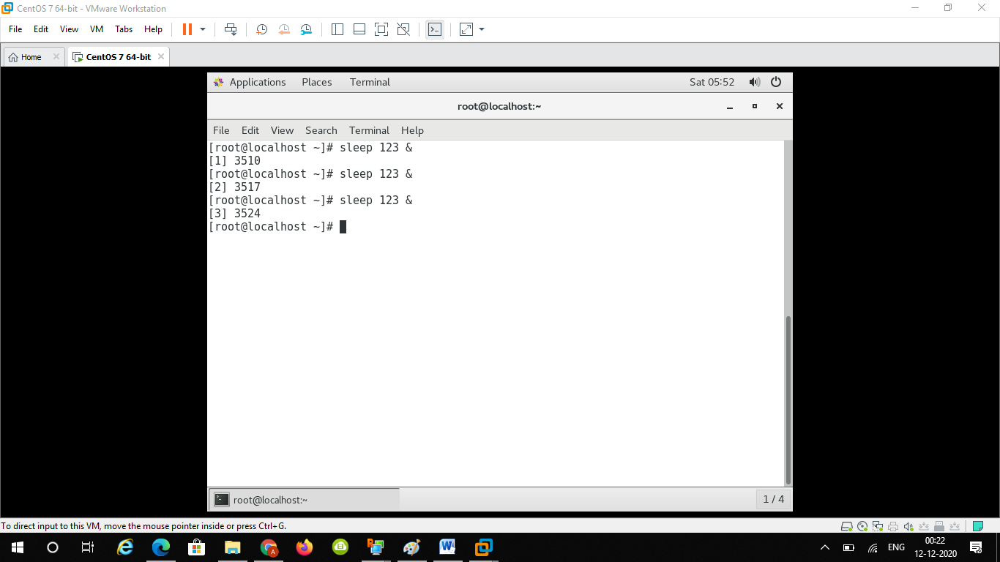 CentOS 7 64-bit - VMware Workstation
File Edit View VM Tabs Help
Home CentOS 7 64-bit
Applications Places Terminal Sat 05:52
root@localhost:~
File Edit View Search Terminal Help
[root@localhost ~]# sleep 123 &
[1] 3510
[root@localhost ~]# sleep 123 &
[2] 3517
[root@localhost ~]# sleep 123 &
[3] 3524
[root@localhost ~]#
root@localhost:~ 1 / 4
To direct input to this VM, move the mouse pointer inside or press Ctrl+G.
ENG 00:22
12-12-2020